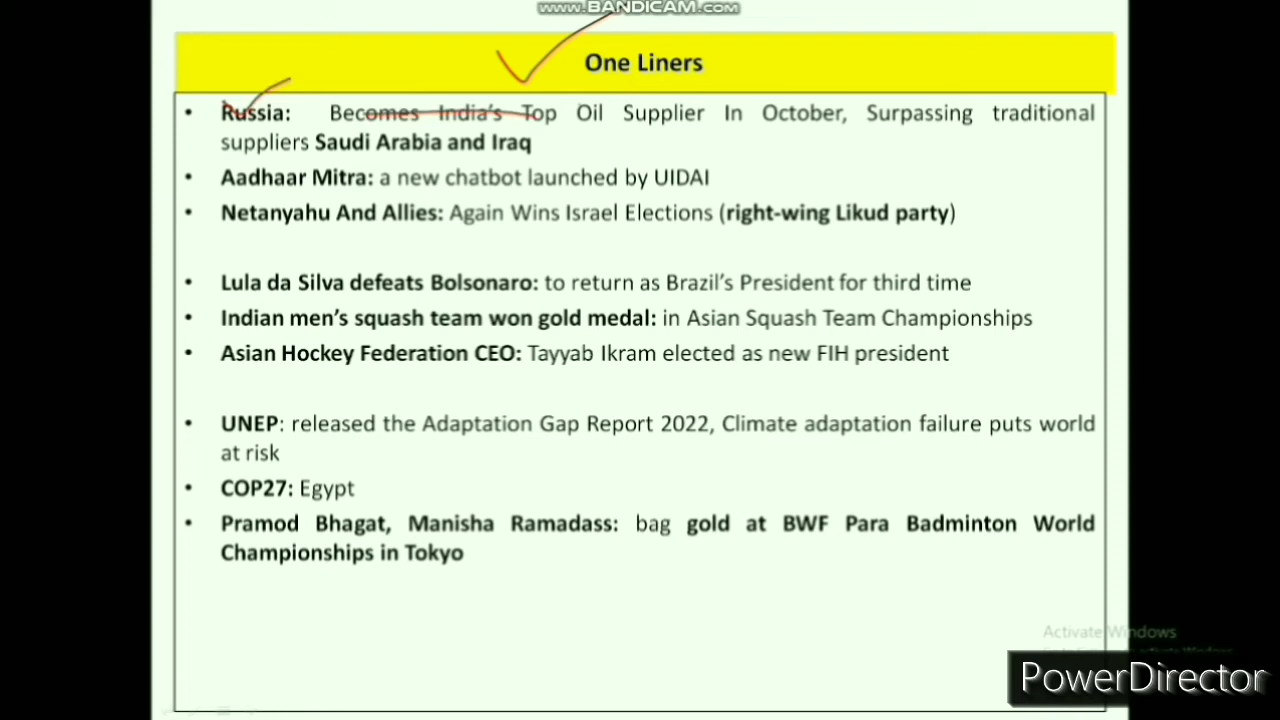 www.BANDICAM.com
One Liners
• Russia: Becomes India's Top Oil Supplier In October, Surpassing traditional
suppliers Saudi Arabia and Iraq
• Aadhaar Mitra: a new chatbot launched by UIDAI
• Netanyahu And Allies: Again Wins Israel Elections (right-wing Likud party)
• Lula da Silva defeats Bolsonaro: to return as Brazil's President for third time
• Indian men's squash team won gold medal: in Asian Squash Team Championships
• Asian Hockey Federation CEO: Tayyab Ikram elected as new FIH president
• UNEP: released the Adaptation Gap Report 2022, Climate adaptation failure puts world
at risk
• COP27: Egypt
• Pramod Bhagat, Manisha Ramadass: bag gold at BWF Para Badminton World
Championships in Tokyo
Activate Windows
PowerDirector